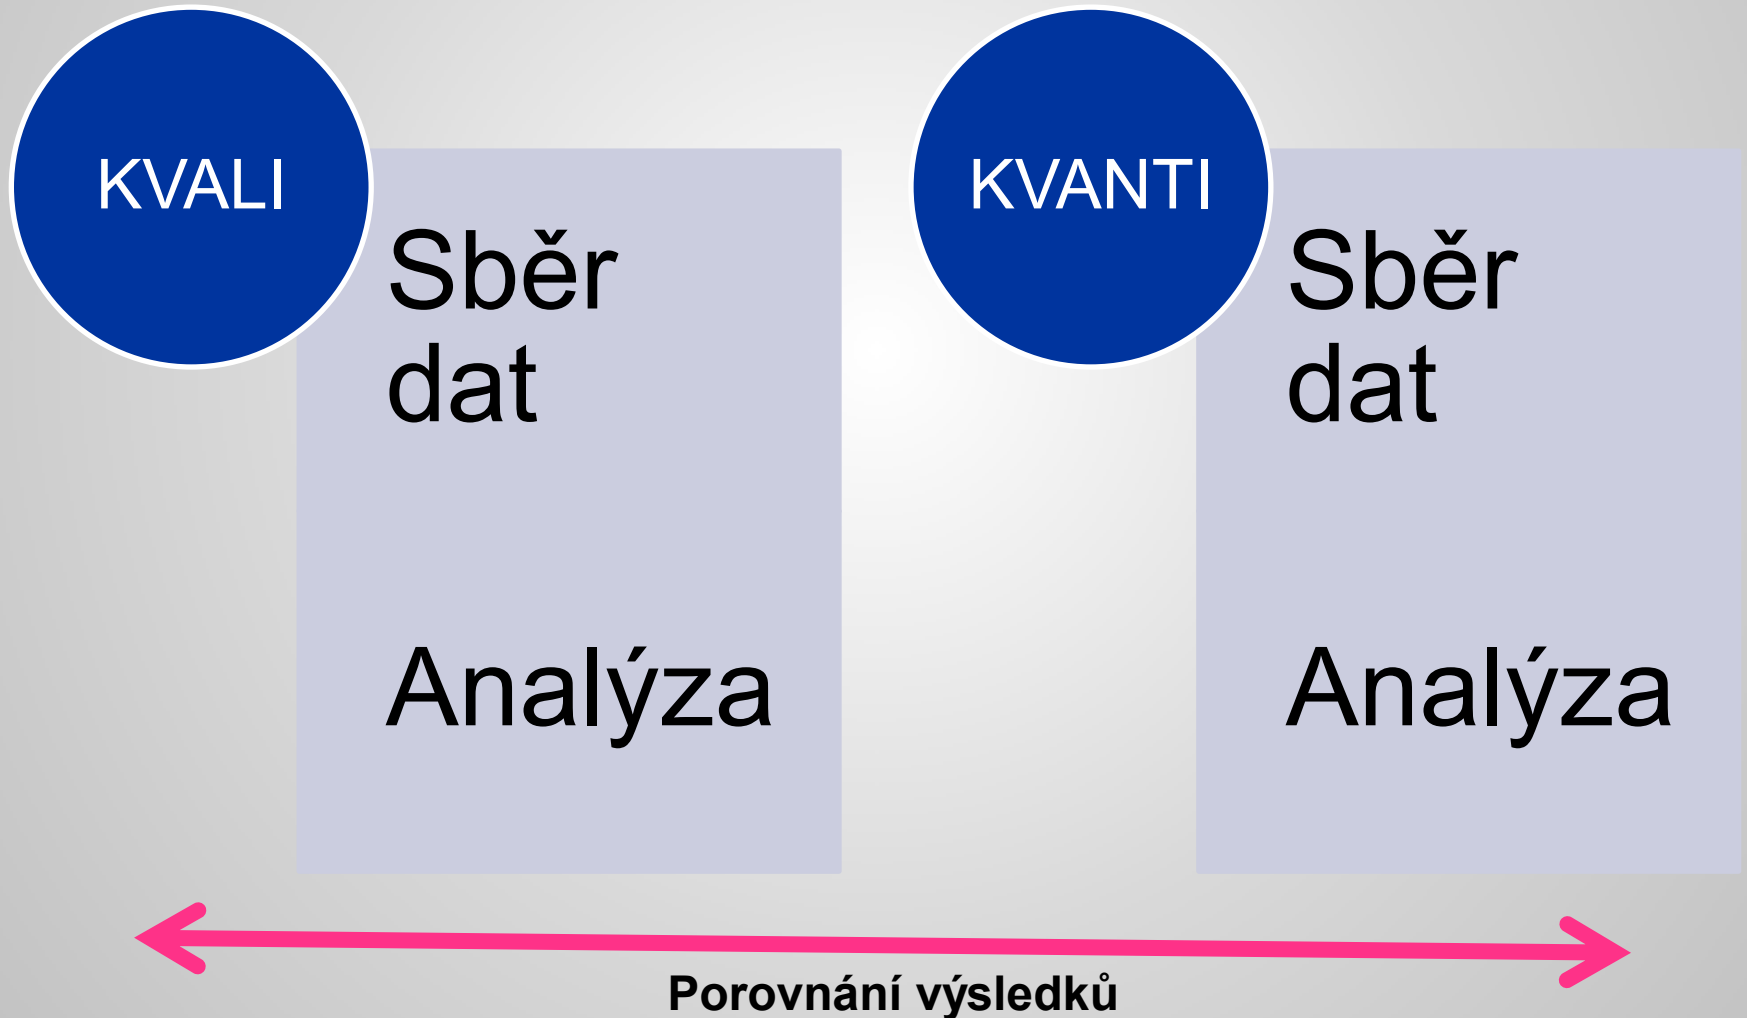 KVALI
Sběr
dat
Analýza
KVANTI
Sběr
dat
Analýza
Porovnání výsledků